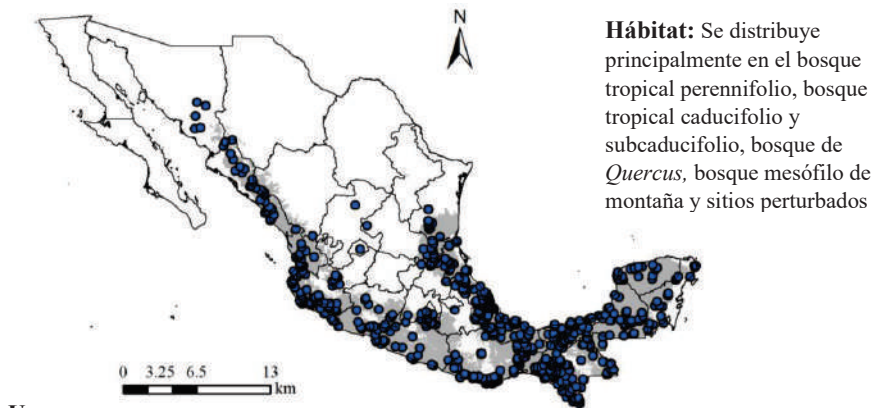 N
Hábitat: Se distribuye
principalmente en el bosque
tropical perennifolio, bosque
tropical caducifolio y
subcaducifolio, bosque de
Quercus, bosque mesófilo de
montaña y sitios perturbados
0 3.25 6.5 13
km